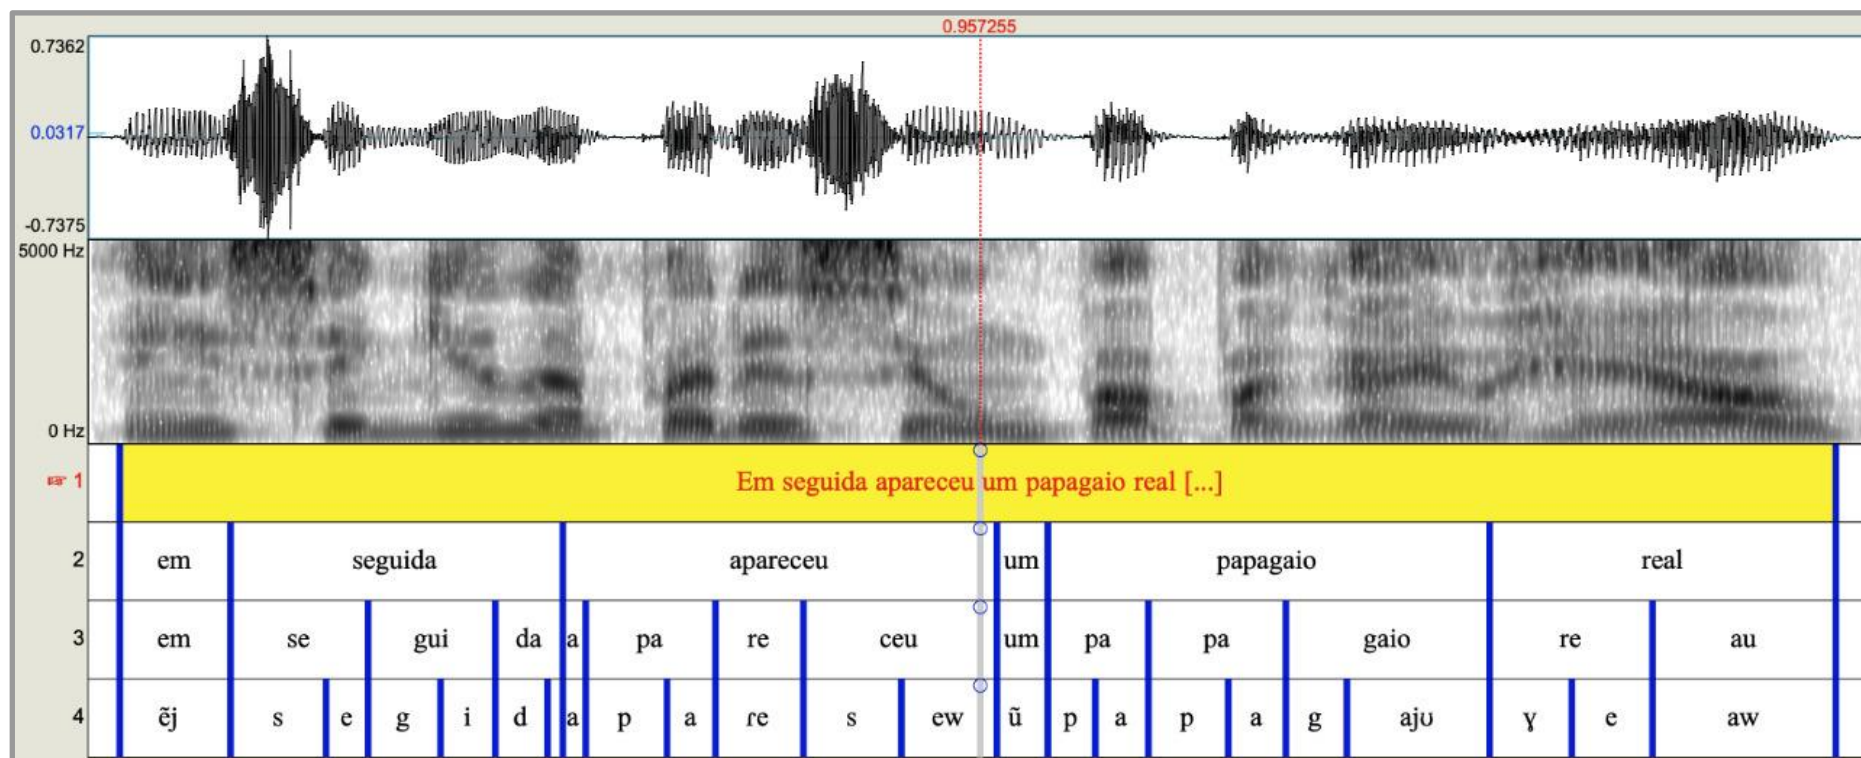 0.957255
0.7362
0.0317
-0.7375
5000 Hz
0 Hz
☞ 1 Em seguida apareceu um papagaio real [...]
2 em seguida apareceu um papagaio real
3 em se gui da a pa re ceu um pa pa gaio re au
4 ẽj s e g i d a p a ɾe s ew ũ p a p a g ajʊ ɣ e aw